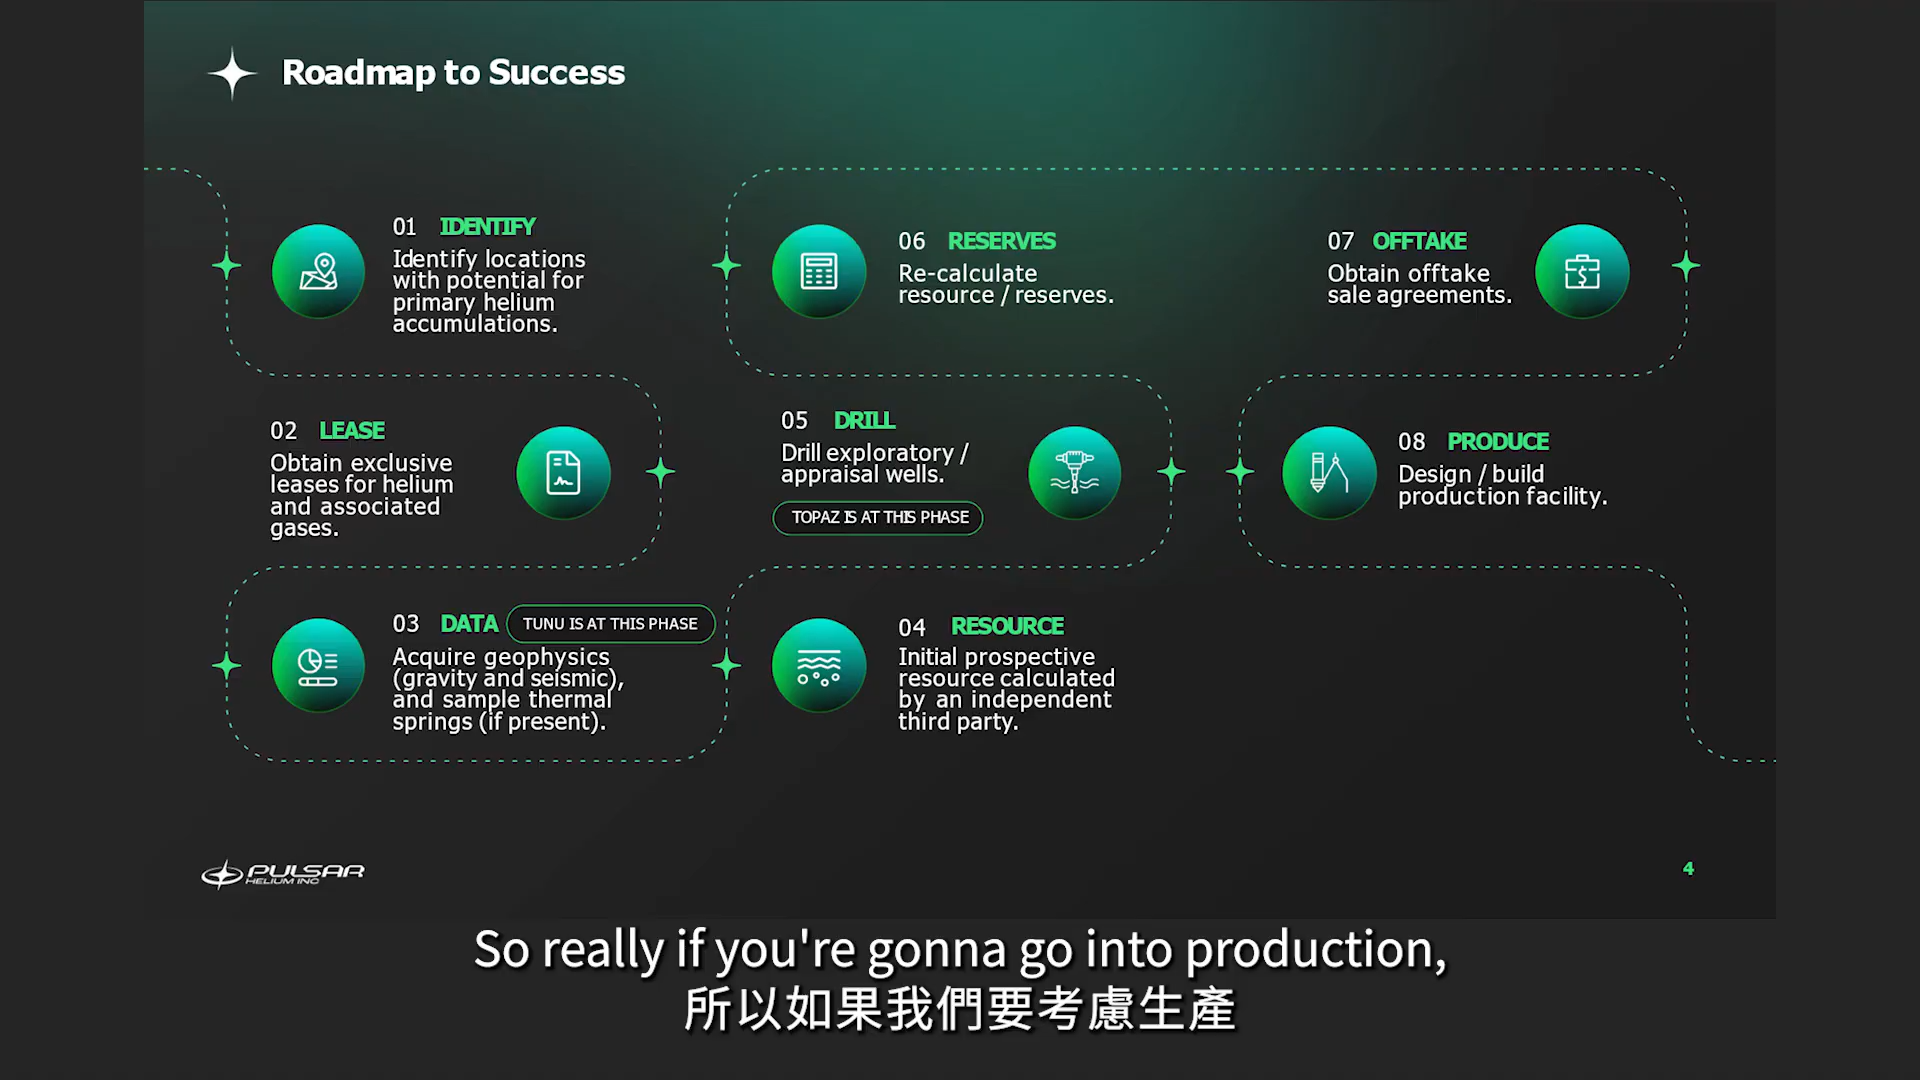 Roadmap to Success
01 IDENTIFY
Identify locations
with potential for
primary helium
accumulations.
02 LEASE
Obtain exclusive
leases for helium
and associated
gases.
03 DATA TUNU IS AT THIS PHASE
Acquire geophysics
(gravity and seismic),
and sample thermal
springs (if present).
04 RESOURCE
Initial prospective
resource calculated
by an independent
third party.
05 DRILL
Drill exploratory /
appraisal wells.
TOPAZ IS AT THIS PHASE
06 RESERVES
Re-calculate
resource / reserves.
07 OFFTAKE
Obtain offtake
sale agreements.
08 PRODUCE
Design / build
production facility.
PULSAR
HELIUM INC
4
So really if you're gonna go into production,
所以如果我們要考慮生產